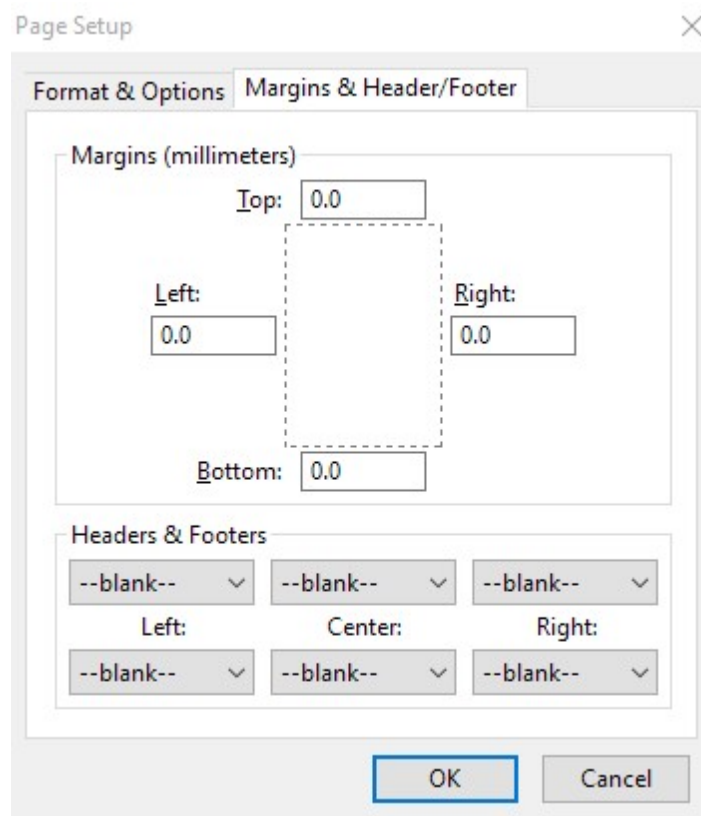 Page Setup
Format & Options Margins & Header/Footer
Margins (millimeters)
Top: 0.0
Left: Right:
0.0 0.0
Bottom: 0.0
Headers & Footers
--blank-- --blank-- --blank--
Left: Center: Right:
--blank-- --blank-- --blank--
OK Cancel